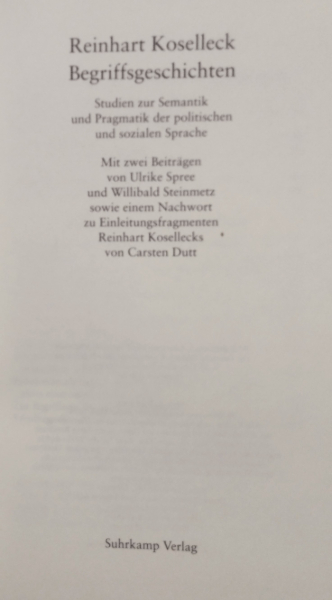 Reinhart Koselleck
Begriffsgeschichten
Studien zur Semantik
und Pragmatik der politischen
und sozialen Sprache
Mit zwei Beiträgen
von Ulrike Spree
und Willibald Steinmetz
sowie einem Nachwort
zu Einleitungsfragmenten
Reinhart Kosellecks
von Carsten Dutt
Suhrkamp Verlag